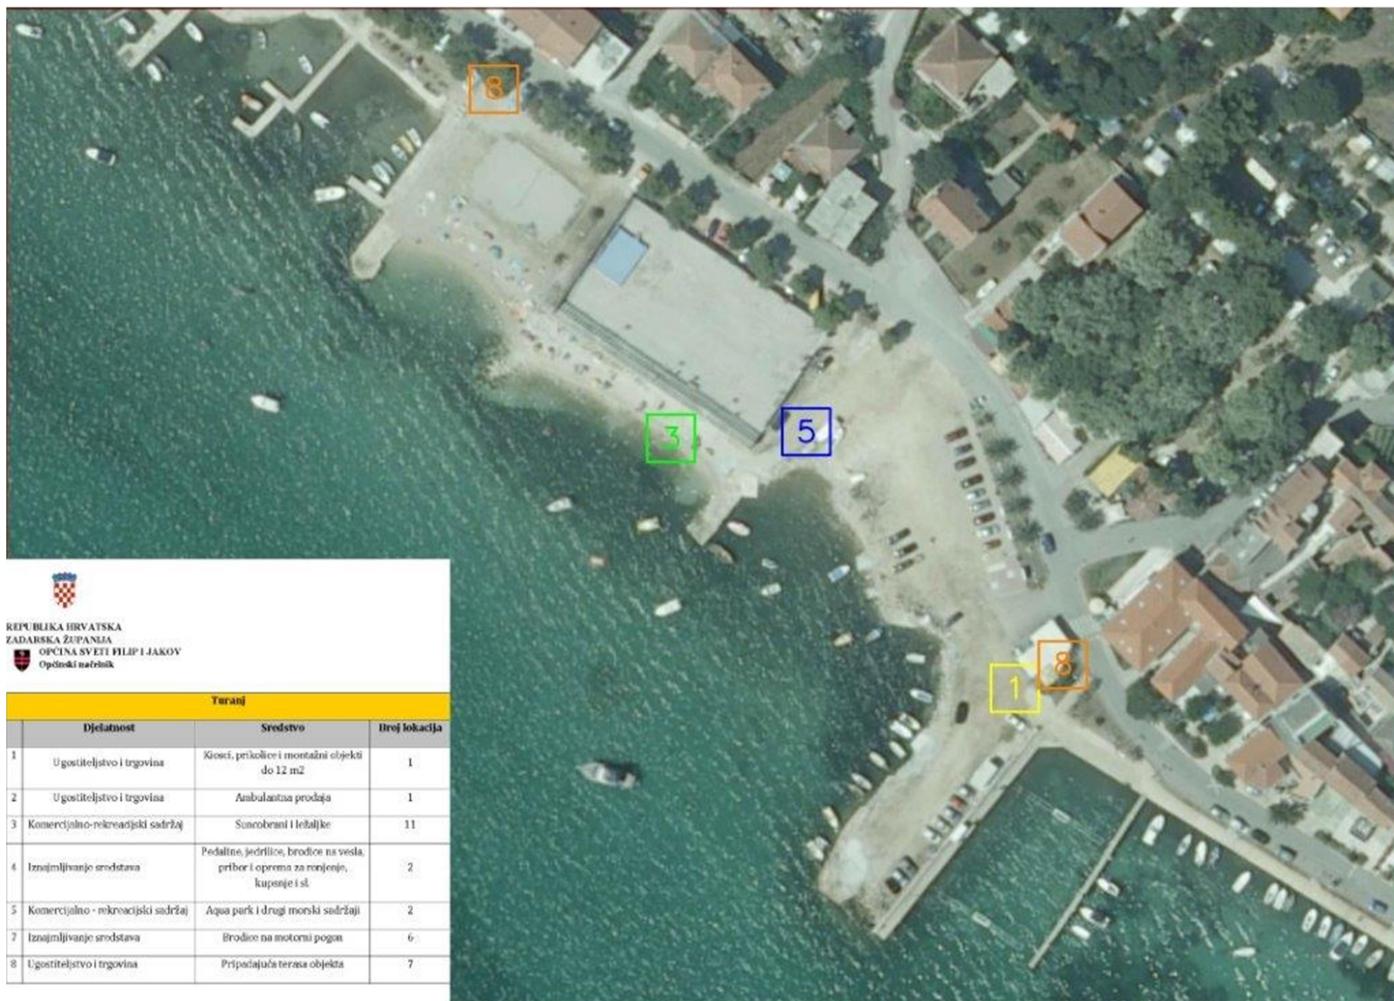 8
3
5
1
8
REPUBLIKA HRVATSKA
ZADARSKA ŽUPANIJA
OPĆINA SVETI FILIP I JAKOV
Općinski načelnik
Turanj
Djelatnost Sredstvo Broj lokacija
1 Ugostiteljstvo i trgovina Kiosci, prikolice i montažni objekti do 12 m2 1
2 Ugostiteljstvo i trgovina Ambulantna prodaja 1
3 Komercijalno-rekreacijski sadržaj Suncobrani i ležaljke 11
4 Iznajmljivanje sredstava Pedaline, jedrilice, brodice na vesla, pribor i oprema za ronjenje, kupanje i sl. 2
5 Komercijalno - rekreacijski sadržaj Aqua park i drugi morski sadržaji 2
7 Iznajmljivanje sredstava Brodice na motorni pogon 6
8 Ugostiteljstvo i trgovina Pripadajuća terasa objekta 7